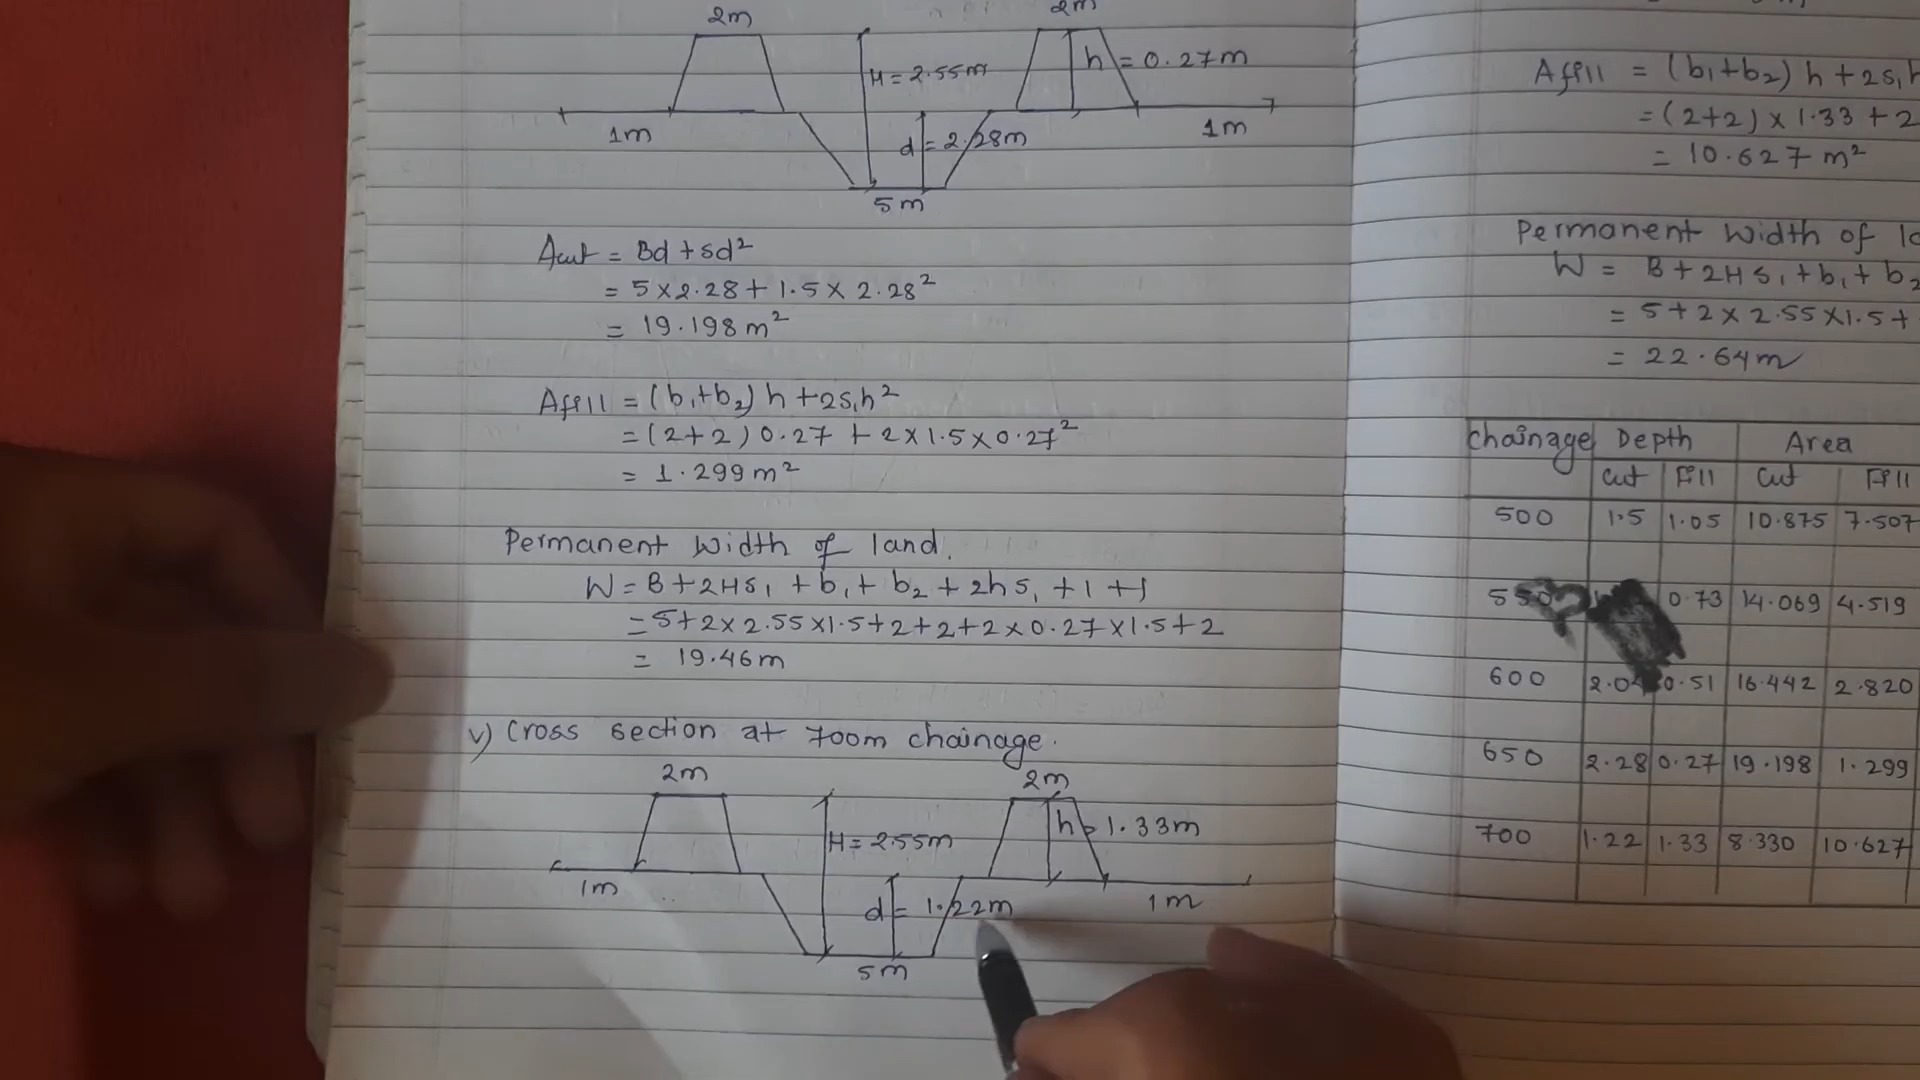 2m
2m
H = 2.55m
h = 0.27m
1m
d = 2.28m
1m
5m
Acut = Bd + sd²
= 5 x 2.28 + 1.5 x 2.28²
= 19.198 m²
Afill = (b₁+b₂) h + 2s₁h²
= (2+2) 0.27 + 2 x 1.5 x 0.27²
= 1.299 m²
Permanent width of land.
W = B + 2HS₁ + b₁ + b₂ + 2hs₁ + 1 + 1
= 5 + 2 x 2.55 x 1.5 + 2 + 2 + 2 x 0.27 x 1.5 + 2
= 19.46m
v) Cross section at 700m chainage.
2m
2m
H = 2.55m
h = 1.33m
1m
d = 1.22m
1m
5m
Afill = (b₁+b₂) h + 2s₁h
= (2+2) x 1.33 + 2
= 10.627 m²
Permanent width of la
W = B + 2HS₁ + b₁ + b₂
= 5 + 2 x 2.55 x 1.5 +
= 22.64m
Chainage Depth Area
Cut Fill Cut Fill
500 1.5 1.05 10.875 7.507
550 0.73 14.069 4.519
600 0.51 16.442 2.820
650 2.28 0.27 19.198 1.299
700 1.22 1.33 8.330 10.627